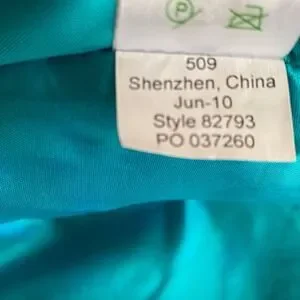 P
509
Shenzhen, China
Jun-10
Style 82793
PO 037260